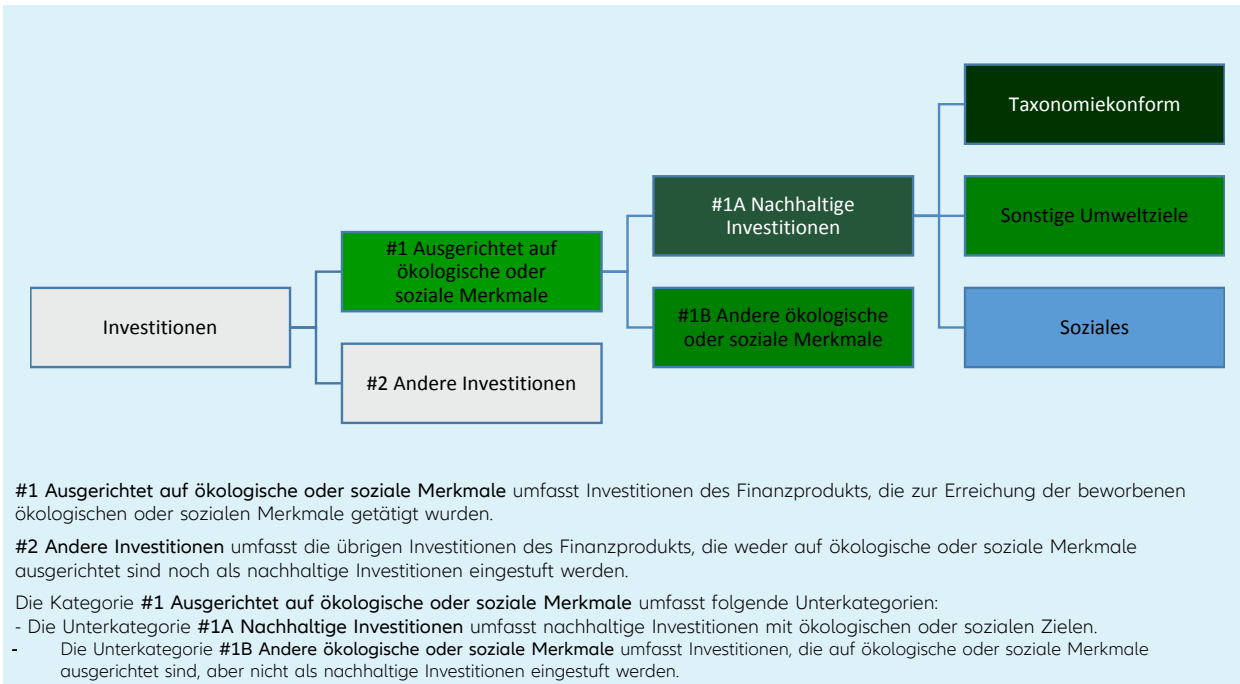 Taxonomiekonform
#1A Nachhaltige
Investitionen
Sonstige Umweltziele
#1 Ausgerichtet auf
ökologische oder
soziale Merkmale
Investitionen
#1B Andere ökologische
oder soziale Merkmale
Soziales
#2 Andere Investitionen
#1 Ausgerichtet auf ökologische oder soziale Merkmale umfasst Investitionen des Finanzprodukts, die zur Erreichung der beworbenen
ökologischen oder sozialen Merkmale getätigt wurden.
#2 Andere Investitionen umfasst die übrigen Investitionen des Finanzprodukts, die weder auf ökologische oder soziale Merkmale
ausgerichtet sind noch als nachhaltige Investitionen eingestuft werden.
Die Kategorie #1 Ausgerichtet auf ökologische oder soziale Merkmale umfasst folgende Unterkategorien:
- Die Unterkategorie #1A Nachhaltige Investitionen umfasst nachhaltige Investitionen mit ökologischen oder sozialen Zielen.
- Die Unterkategorie #1B Andere ökologische oder soziale Merkmale umfasst Investitionen, die auf ökologische oder soziale Merkmale
ausgerichtet sind, aber nicht als nachhaltige Investitionen eingestuft werden.